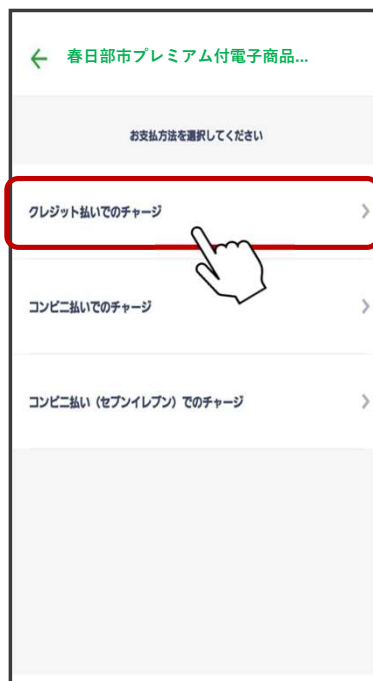 春日部市プレミアム付電子商品...
お支払方法を選択してください
クレジット払いでのチャージ
コンビニ払いでのチャージ
コンビニ払い（セブンイレブン）でのチャージ